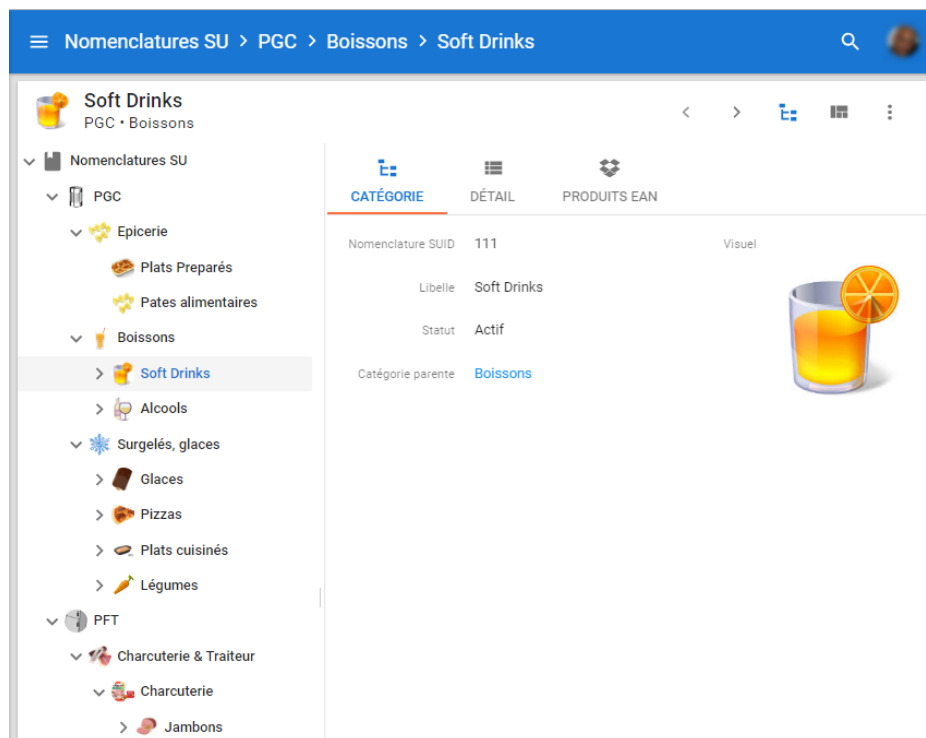 Nomenclatures SU > PGC > Boissons > Soft Drinks
Soft Drinks
PGC • Boissons
Nomenclatures SU
PGC
Epicerie
Plats Preparés
Pates alimentaires
Boissons
Soft Drinks
Alcools
Surgelés, glaces
Glaces
Pizzas
Plats cuisinés
Légumes
PFT
Charcuterie & Traiteur
Charcuterie
Jambons
CATÉGORIE DÉTAIL PRODUITS EAN
Nomenclature SUID 111 Visuel
Libelle Soft Drinks
Statut Actif
Catégorie parente Boissons